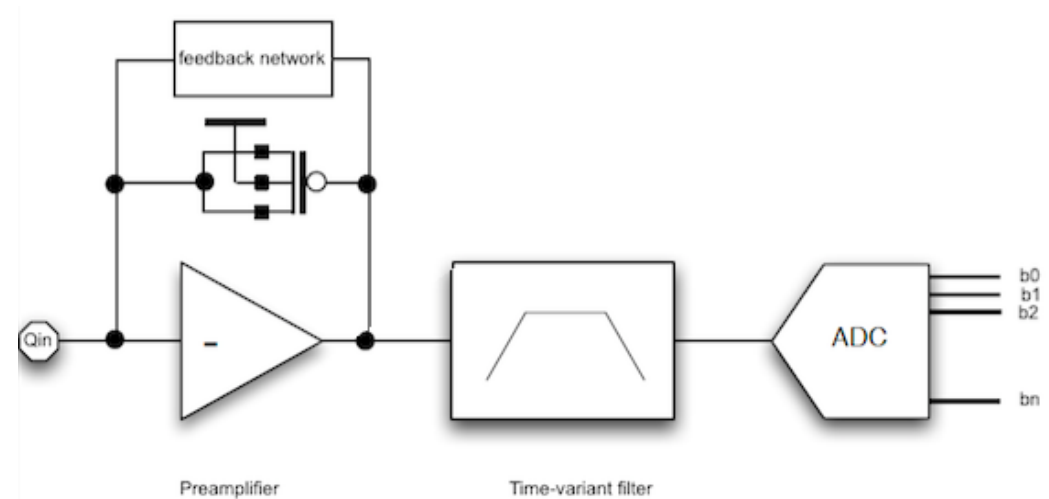 feedback network
Qin
-
ADC
b0
b1
b2
bn
Preamplifier
Time-variant filter